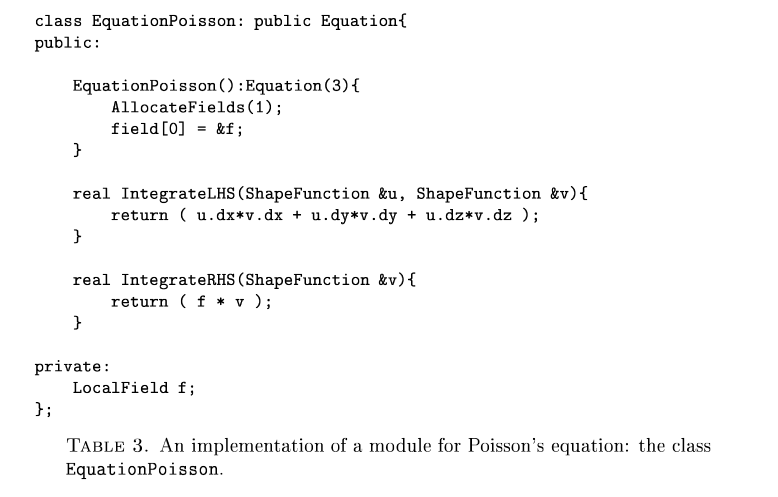 class EquationPoisson: public Equation{
public:
EquationPoisson():Equation(3){
AllocateFields(1);
field[0] = &f;
}
real IntegrateLHS(ShapeFunction &u, ShapeFunction &v){
return ( u.dx*v.dx + u.dy*v.dy + u.dz*v.dz );
}
real IntegrateRHS(ShapeFunction &v){
return ( f * v );
}
private:
LocalField f;
};
TABLE 3. An implementation of a module for Poisson's equation: the class
EquationPoisson.